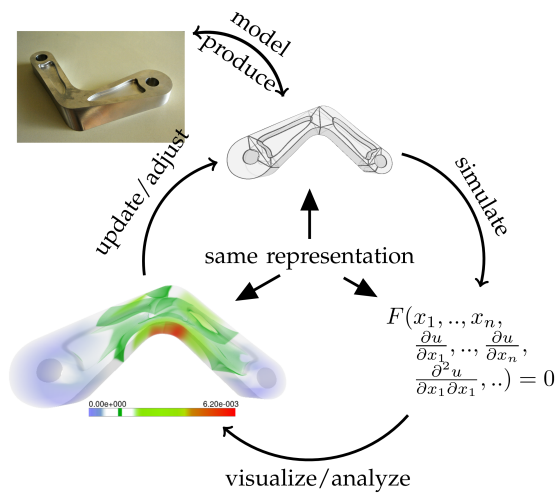 model
produce
update/adjust
simulate
same representation
F(x₁,..,xₙ,
∂u/∂x₁,..,∂u/∂xₙ,
∂²u/∂x₁∂x₁,..) = 0
0.00e+000 6.20e-003
visualize/analyze